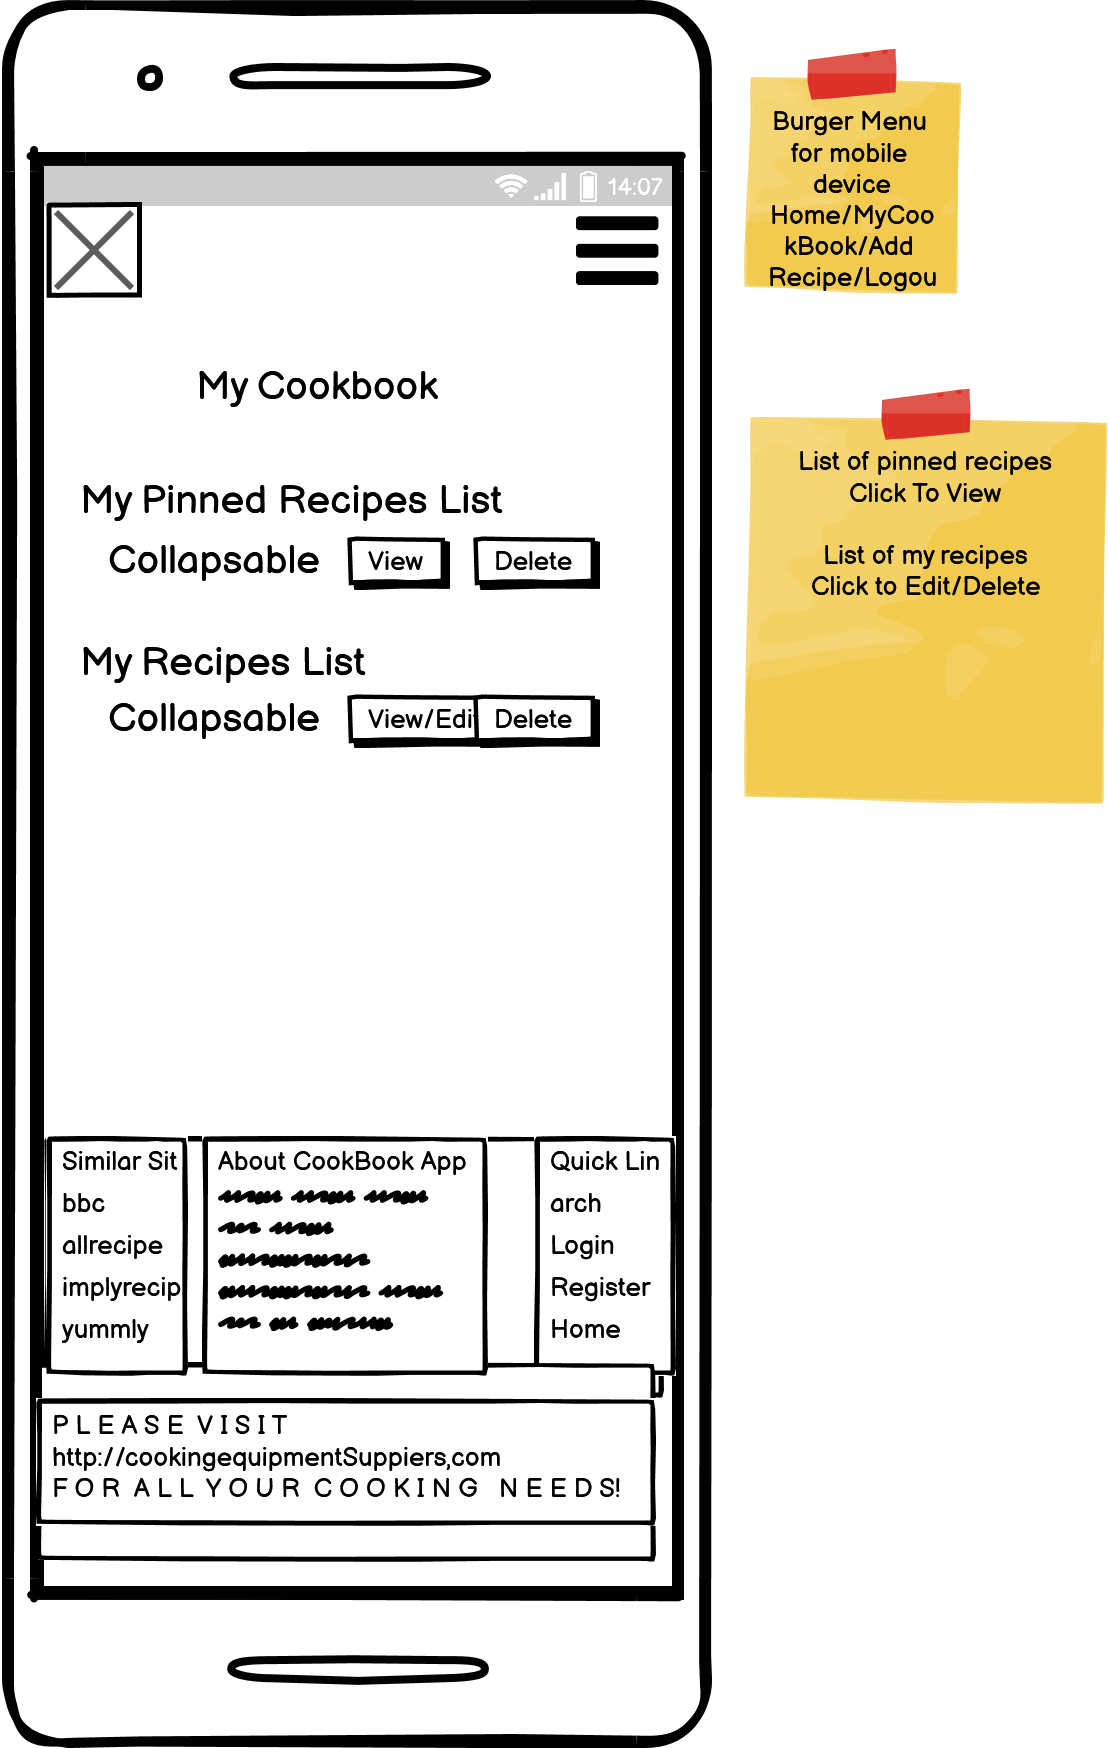 14:07
My Cookbook
My Pinned Recipes List
Collapsable View Delete
My Recipes List
Collapsable View/Edi Delete
Similar Sit
bbc
allrecipe
implyrecip
yummly
About CookBook App
Quick Lin
arch
Login
Register
Home
P L E A S E V I S I T
http://cookingequipmentSuppiers,com
F O R A L L Y O U R C O O K I N G N E E D S!
Burger Menu
for mobile
device
Home/MyCoo
kBook/Add
Recipe/Logou
List of pinned recipes
Click To View
List of my recipes
Click to Edit/Delete